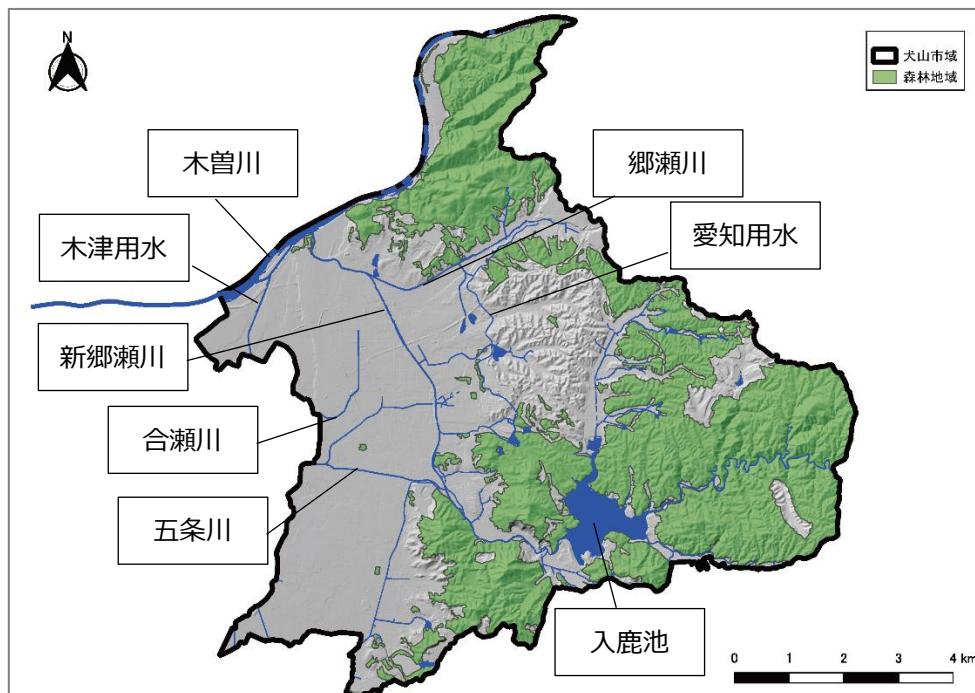 N
犬山市域
森林地域
木曽川
郷瀬川
木津用水
愛知用水
新郷瀬川
合瀬川
五条川
入鹿池
0 1 2 3 4 km